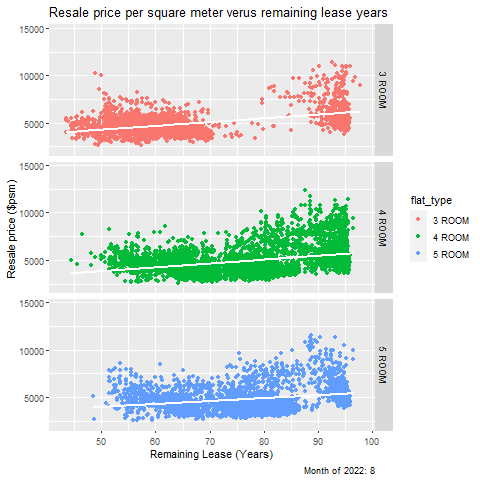 Resale price per square meter verus remaining lease years
15000
10000
5000
3 ROOM
15000
10000
5000
4 ROOM
15000
10000
5000
5 ROOM
Resale price ($psm)
50
60
70
80
90
100
Remaining Lease (Years)
flat_type
3 ROOM
4 ROOM
5 ROOM
Month of 2022: 8